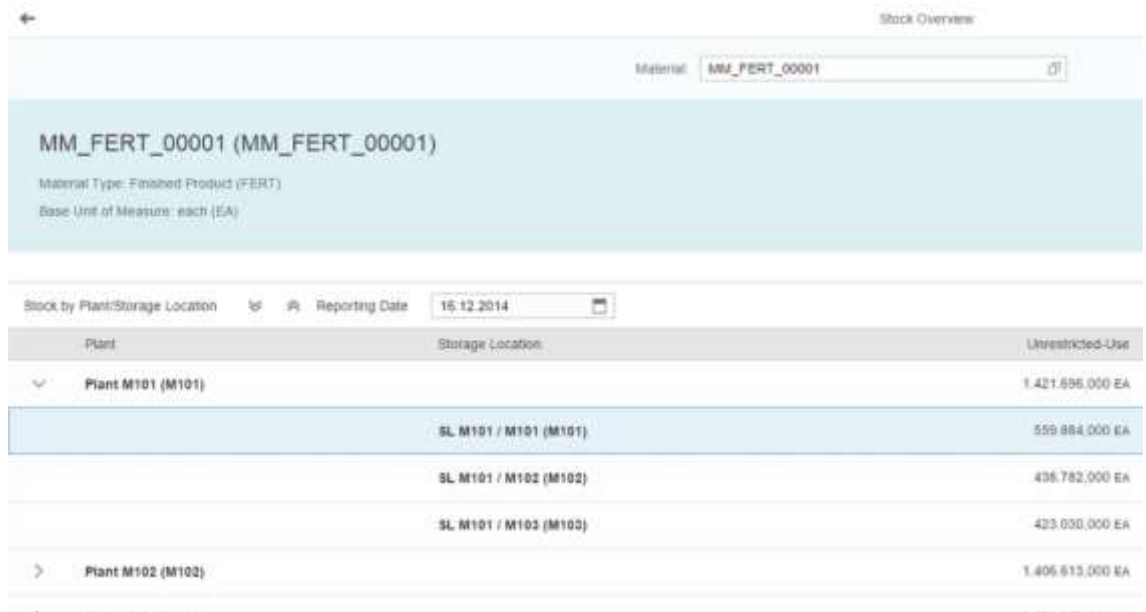 Stock Overview
Material: MM_FERT_00001
MM_FERT_00001 (MM_FERT_00001)
Material Type: Finished Product (FERT)
Base Unit of Measure: each (EA)
Stock by Plant/Storage Location Reporting Date 15.12.2014
Plant Storage Location Unrestricted-Use
Plant M101 (M101) 1.421.696,000 EA
SL M101 / M101 (M101) 559.884,000 EA
SL M101 / M102 (M102) 438.782,000 EA
SL M101 / M103 (M103) 423.030,000 EA
Plant M102 (M102) 1.406.613,000 EA